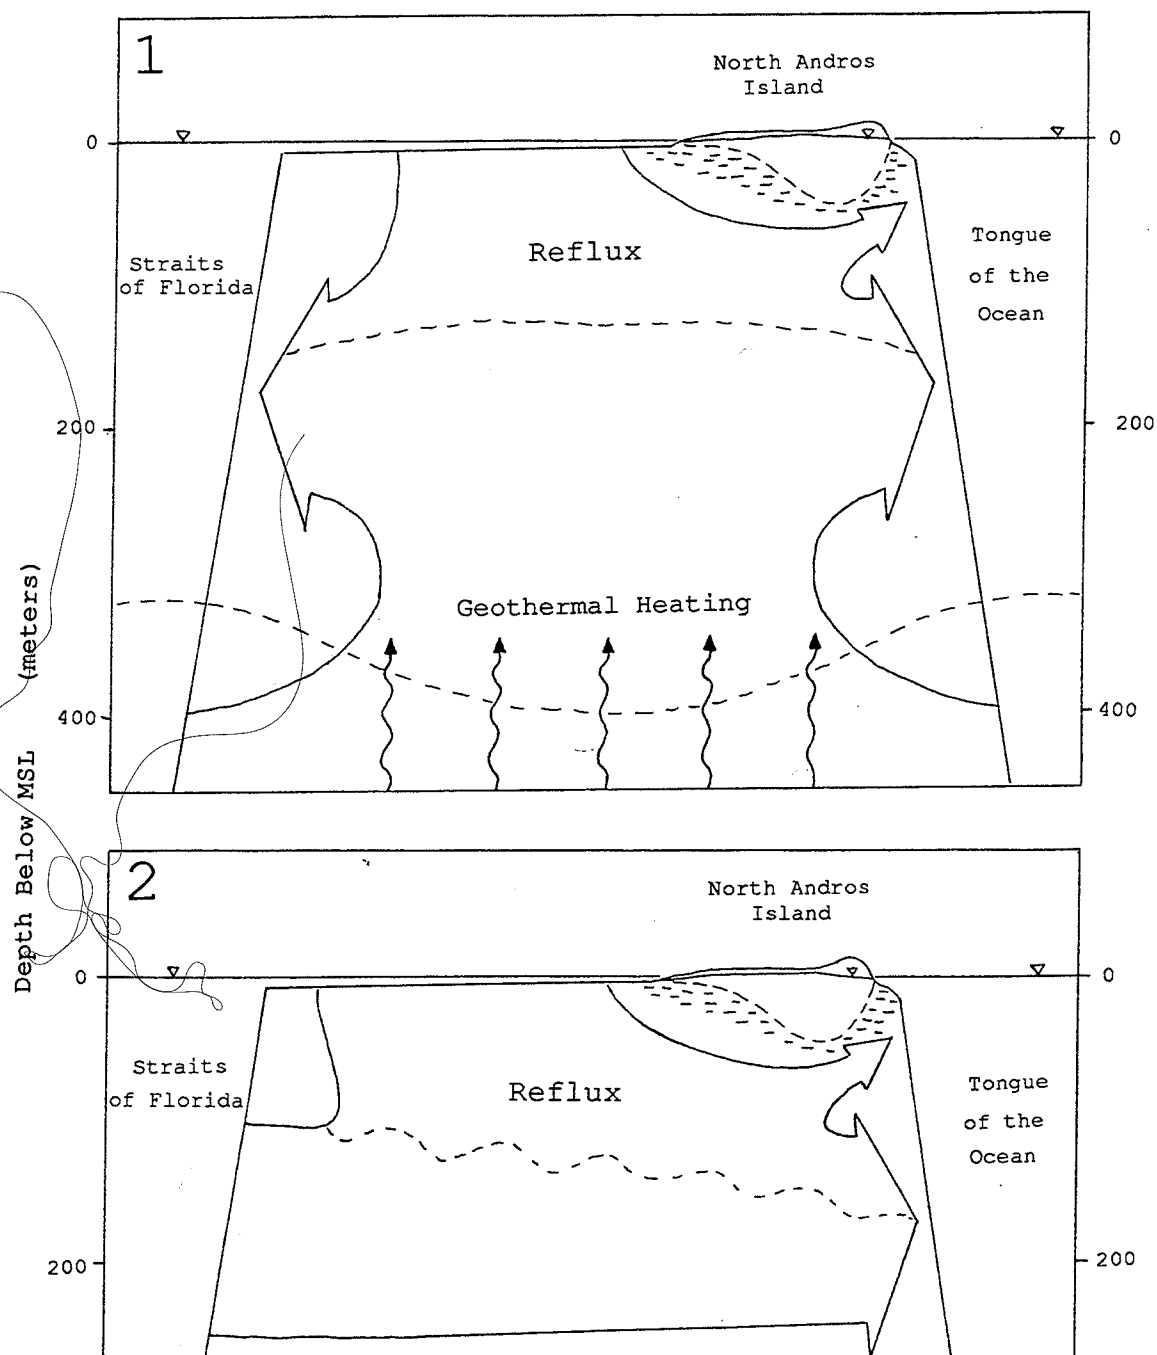 1
North Andros
Island
0
0
Straits
of Florida
Reflux
Tongue
of the
Ocean
200
200
Geothermal Heating
400
400
Depth Below MSL (meters)
2
North Andros
Island
0
0
Straits
of Florida
Reflux
Tongue
of the
Ocean
200
200